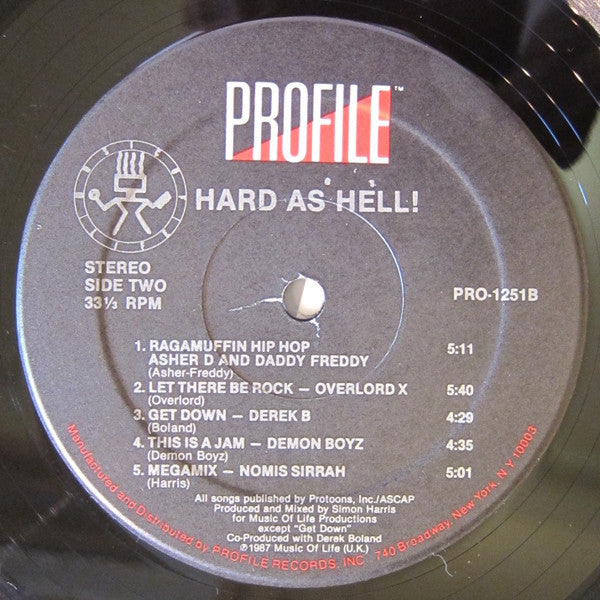 PROFILE™
HARD AS HELL!
STEREO
SIDE TWO
33⅓ RPM
PRO-1251B
1. RAGAMUFFIN HIP HOP
ASHER D AND DADDY FREDDY 5:11
(Asher-Freddy)
2. LET THERE BE ROCK – OVERLORD X 5:40
(Overlord)
3. GET DOWN – DEREK B 4:29
(Boland)
4. THIS IS A JAM – DEMON BOYZ 4:35
(Demon Boyz)
5. MEGAMIX – NOMIS SIRRAH 5:01
(Harris)
All songs published by Protoons, Inc./ASCAP
Produced and Mixed by Simon Harris
for Music Of Life Productions
except "Get Down"
Co-Produced with Derek Boland
℗1987 Music Of Life (U.K.)
Manufactured and Distributed by PROFILE RECORDS, INC 740 Broadway, New York, N Y 10003